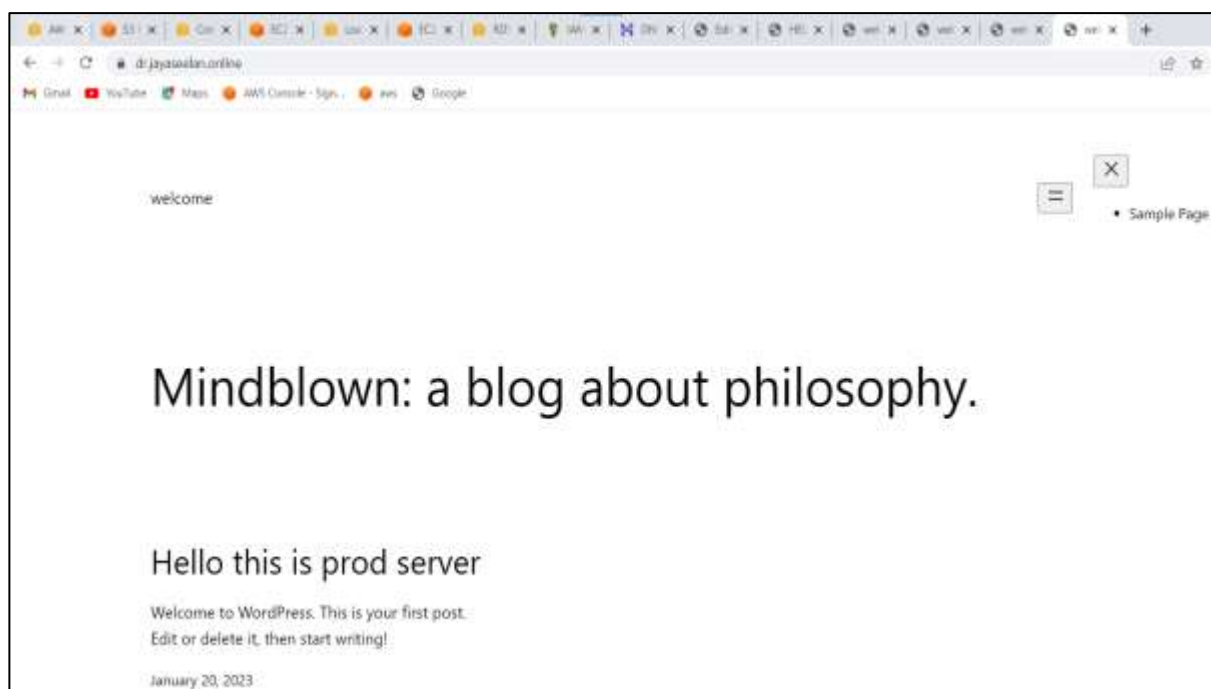 dr.jayaseelan.online
Gmail YouTube Maps AWS Console - Sign... aws Google
welcome
Sample Page
Mindblown: a blog about philosophy.
Hello this is prod server
Welcome to WordPress. This is your first post.
Edit or delete it, then start writing!
January 20, 2023